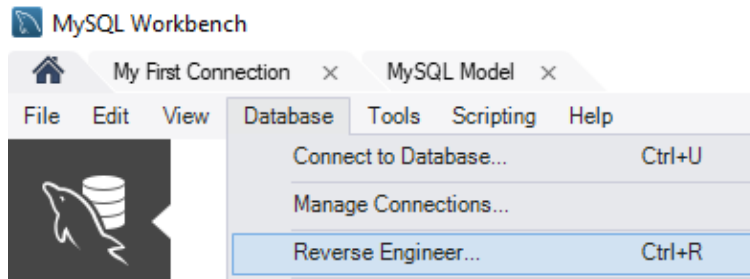 MySQL Workbench
My First Connection × MySQL Model ×
File Edit View Database Tools Scripting Help
Connect to Database... Ctrl+U
Manage Connections...
Reverse Engineer... Ctrl+R